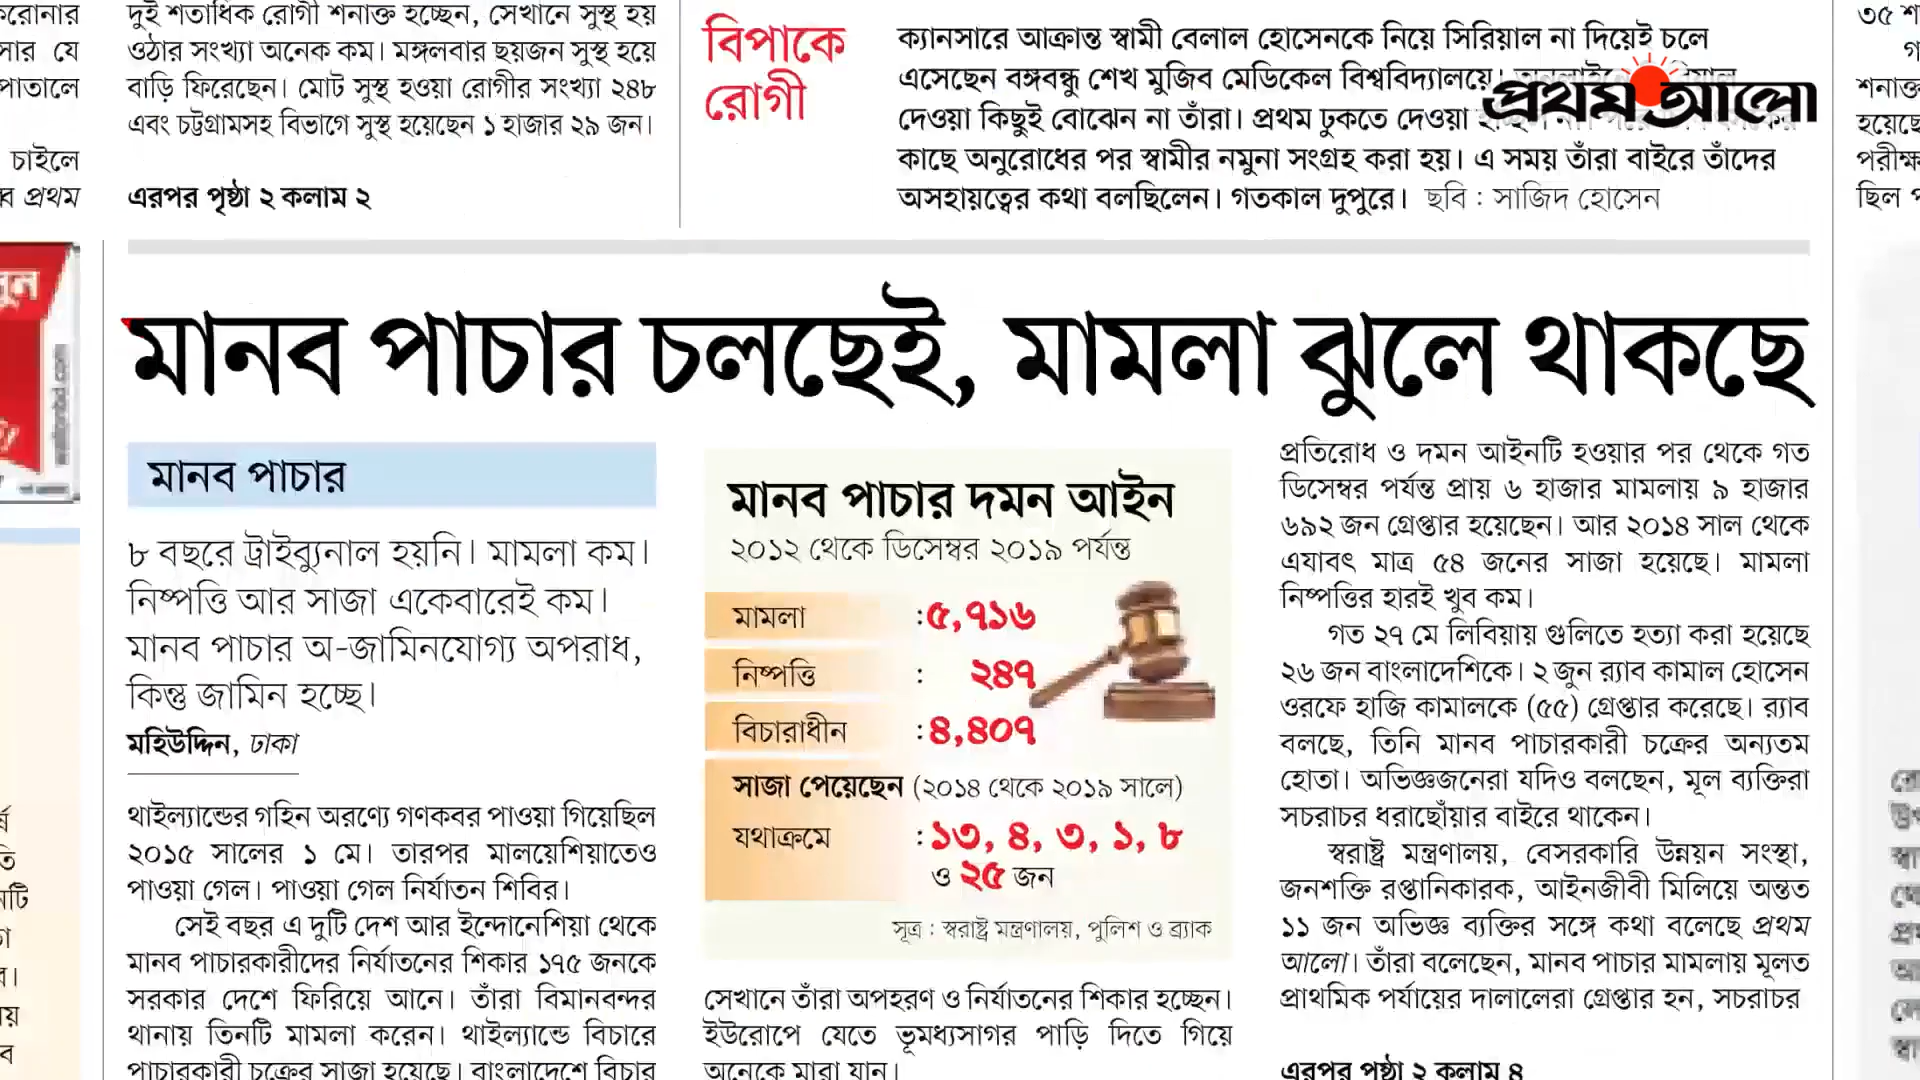 দুই শতাধিক রোগী শনাক্ত হচ্ছেন, সেখানে সুস্থ হয়
ওঠার সংখ্যা অনেক কম। মঙ্গলবার ছয়জন সুস্থ হয়ে
বাড়ি ফিরেছেন। মোট সুস্থ হওয়া রোগীর সংখ্যা ২৪৮
এবং চট্টগ্রামসহ বিভাগে সুস্থ হয়েছেন ১ হাজার ২৯ জন।
এরপর পৃষ্ঠা ২ কলাম ২
বিপাকে
রোগী
ক্যানসারে আক্রান্ত স্বামী বেলাল হোসেনকে নিয়ে সিরিয়াল না দিয়েই চলে
এসেছেন বঙ্গবন্ধু শেখ মুজিব মেডিকেল বিশ্ববিদ্যালয়ে।
দেওয়া কিছুই বোঝেন না তাঁরা। প্রথম ঢুকতে দেওয়া
কাছে অনুরোধের পর স্বামীর নমুনা সংগ্রহ করা হয়। এ সময় তাঁরা বাইরে তাঁদের
অসহায়ত্বের কথা বলছিলেন। গতকাল দুপুরে। ছবি : সাজিদ হোসেন
প্রথম আলো
মানব পাচার চলছেই, মামলা ঝুলে থাকছে
মানব পাচার
৮ বছরে ট্রাইব্যুনাল হয়নি। মামলা কম।
নিষ্পত্তি আর সাজা একেবারেই কম।
মানব পাচার অ-জামিনযোগ্য অপরাধ,
কিন্তু জামিন হচ্ছে।
মহিউদ্দিন, ঢাকা
থাইল্যান্ডের গহিন অরণ্যে গণকবর পাওয়া গিয়েছিল
২০১৫ সালের ১ মে। তারপর মালয়েশিয়াতেও
পাওয়া গেল। পাওয়া গেল নির্যাতন শিবির।
সেই বছর এ দুটি দেশ আর ইন্দোনেশিয়া থেকে
মানব পাচারকারীদের নির্যাতনের শিকার ১৭৫ জনকে
সরকার দেশে ফিরিয়ে আনে। তাঁরা বিমানবন্দর
থানায় তিনটি মামলা করেন। থাইল্যান্ডে বিচারে
পাচারকারী চক্রের সাজা হয়েছে। বাংলাদেশে বিচার
মানব পাচার দমন আইন
২০১২ থেকে ডিসেম্বর ২০১৯ পর্যন্ত
মামলা : ৫,৭১৬
নিষ্পত্তি : ২৪৭
বিচারাধীন : ৪,৪০৭
সাজা পেয়েছেন (২০১৪ থেকে ২০১৯ সালে)
যথাক্রমে : ১৩, ৪, ৩, ১, ৮
ও ২৫ জন
সূত্র : স্বরাষ্ট্র মন্ত্রণালয়, পুলিশ ও ব্র্যাক
সেখানে তাঁরা অপহরণ ও নির্যাতনের শিকার হচ্ছেন।
ইউরোপে যেতে ভূমধ্যসাগর পাড়ি দিতে গিয়ে
অনেকে মারা যান।
প্রতিরোধ ও দমন আইনটি হওয়ার পর থেকে গত
ডিসেম্বর পর্যন্ত প্রায় ৬ হাজার মামলায় ৯ হাজার
৬৯২ জন গ্রেপ্তার হয়েছেন। আর ২০১৪ সাল থেকে
এযাবৎ মাত্র ৫৪ জনের সাজা হয়েছে। মামলা
নিষ্পত্তির হারই খুব কম।
গত ২৭ মে লিবিয়ায় গুলিতে হত্যা করা হয়েছে
২৬ জন বাংলাদেশিকে। ২ জুন র‍্যাব কামাল হোসেন
ওরফে হাজি কামালকে (৫৫) গ্রেপ্তার করেছে। র‍্যাব
বলছে, তিনি মানব পাচারকারী চক্রের অন্যতম
হোতা। অভিজ্ঞজনেরা যদিও বলছেন, মূল ব্যক্তিরা
সচরাচর ধরাছোঁয়ার বাইরে থাকেন।
স্বরাষ্ট্র মন্ত্রণালয়, বেসরকারি উন্নয়ন সংস্থা,
জনশক্তি রপ্তানিকারক, আইনজীবী মিলিয়ে অন্তত
১১ জন অভিজ্ঞ ব্যক্তির সঙ্গে কথা বলেছে প্রথম
আলো। তাঁরা বলেছেন, মানব পাচার মামলায় মূলত
প্রাথমিক পর্যায়ের দালালেরা গ্রেপ্তার হন, সচরাচর
এরপর পৃষ্ঠা ২ কলাম ৪